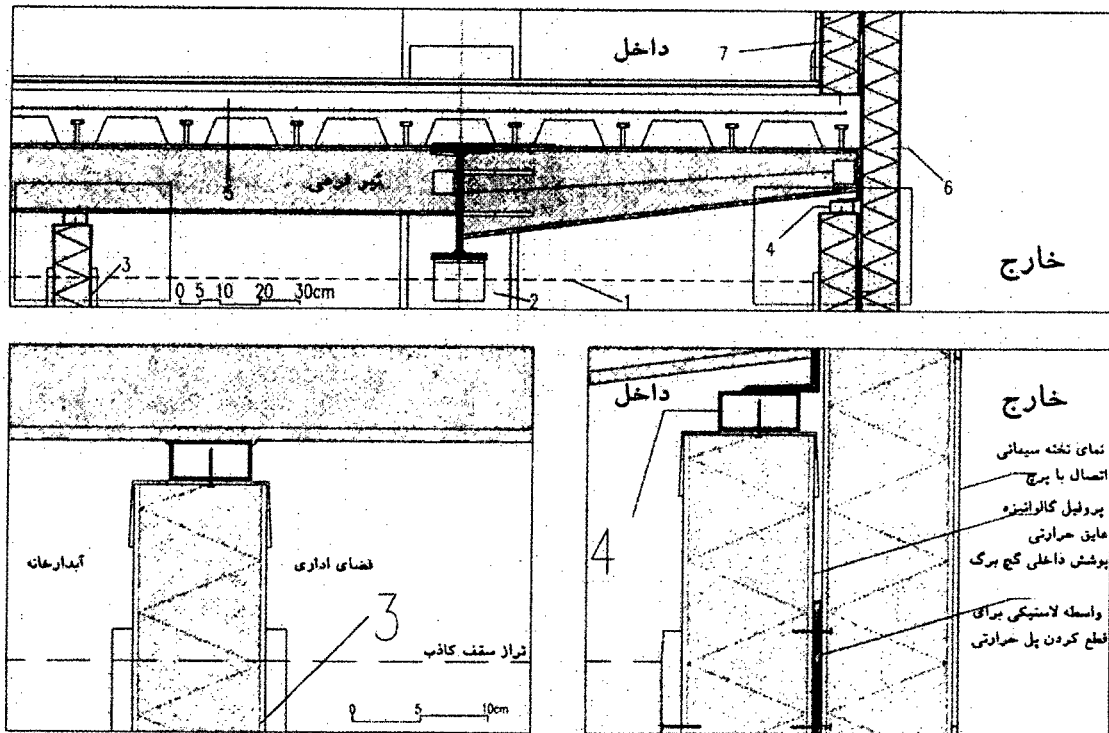 داخل
7
تیر فرعی
5
6
4
خارج
3
0 5 10 20 30cm
2
1
داخل
خارج
نمای تخته سیمانی
اتصال با پرچ
پروفیل گالوانیزه
عایق حرارتی
پوشش داخلی گچ برگ
4
واسطه لاستیکی برای
قطع کردن پل حرارتی
آبدارخانه
فضای اداری
3
تراز سقف کاذب
0 5 10cm